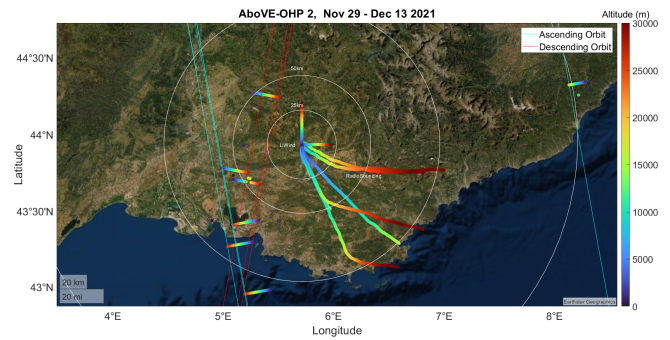 AboVE-OHP 2, Nov 29 - Dec 13 2021
Altitude (m)
Ascending Orbit
Descending Orbit
44°30'N
44°N
43°30'N
43°N
Latitude
50km
25km
LiWind
RadioSounding
20 km
20 mi
Earthstar Geographics
4°E
5°E
6°E
7°E
8°E
Longitude
30000
25000
20000
15000
10000
5000
0